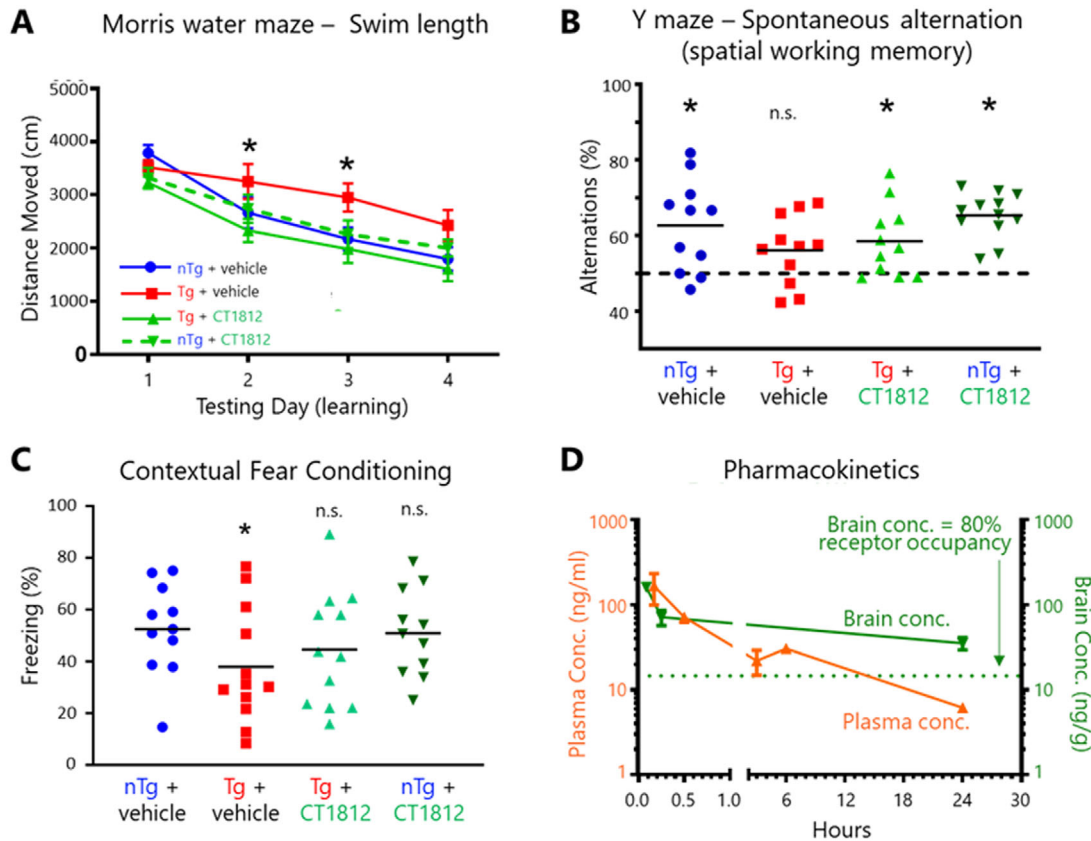 A
Morris water maze – Swim length
5000
4000
3000
2000
1000
0
Distance Moved (cm)
* *
nTg + vehicle
Tg + vehicle
Tg + CT1812
nTg + CT1812
1 2 3 4
Testing Day (learning)
B
Y maze – Spontaneous alternation
(spatial working memory)
100
80
60
40
Alternations (%)
* n.s. * *
nTg + Tg + Tg + nTg +
vehicle vehicle CT1812 CT1812
C
Contextual Fear Conditioning
100
80
60
40
20
0
Freezing (%)
* n.s. n.s.
nTg + Tg + Tg + nTg +
vehicle vehicle CT1812 CT1812
D
Pharmacokinetics
1000
100
10
1
Plasma Conc. (ng/ml)
Brain conc. = 80%
receptor occupancy
Brain conc.
Plasma conc.
1000
100
10
1
Brain Conc. (ng/g)
0.0 0.5 1.0 6 12 18 24 30
Hours